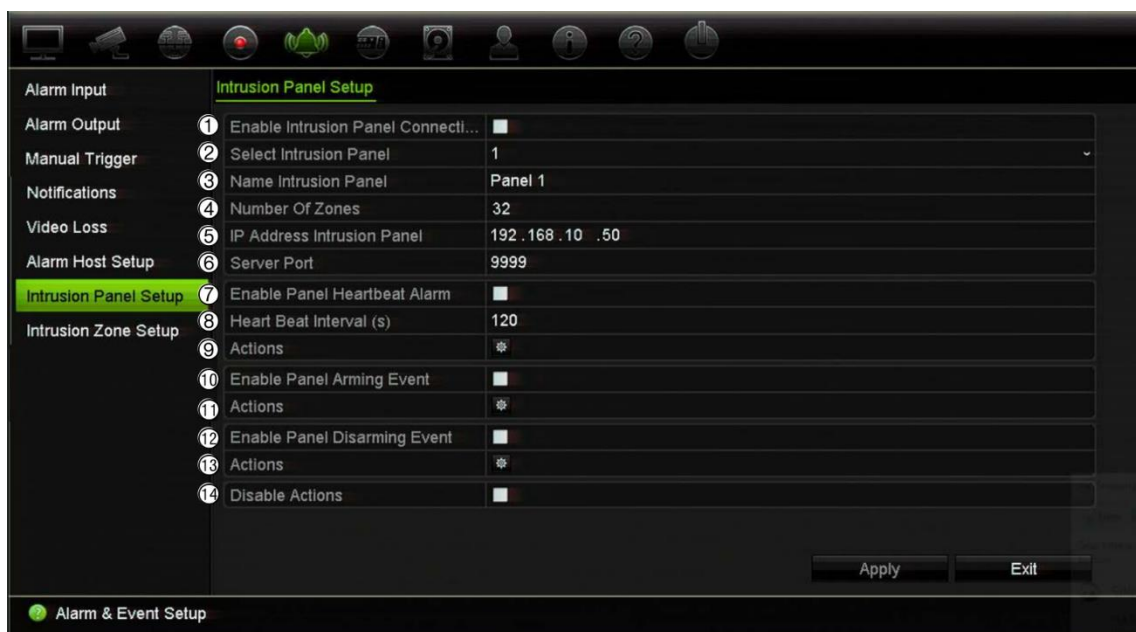 Alarm Input
Alarm Output
Manual Trigger
Notifications
Video Loss
Alarm Host Setup
Intrusion Panel Setup
Intrusion Zone Setup
Intrusion Panel Setup
① Enable Intrusion Panel Connecti...
② Select Intrusion Panel 1
③ Name Intrusion Panel Panel 1
④ Number Of Zones 32
⑤ IP Address Intrusion Panel 192 . 168 . 10 . 50
⑥ Server Port 9999
⑦ Enable Panel Heartbeat Alarm
⑧ Heart Beat Interval (s) 120
⑨ Actions
⑩ Enable Panel Arming Event
⑪ Actions
⑫ Enable Panel Disarming Event
⑬ Actions
⑭ Disable Actions
Apply Exit
Alarm & Event Setup